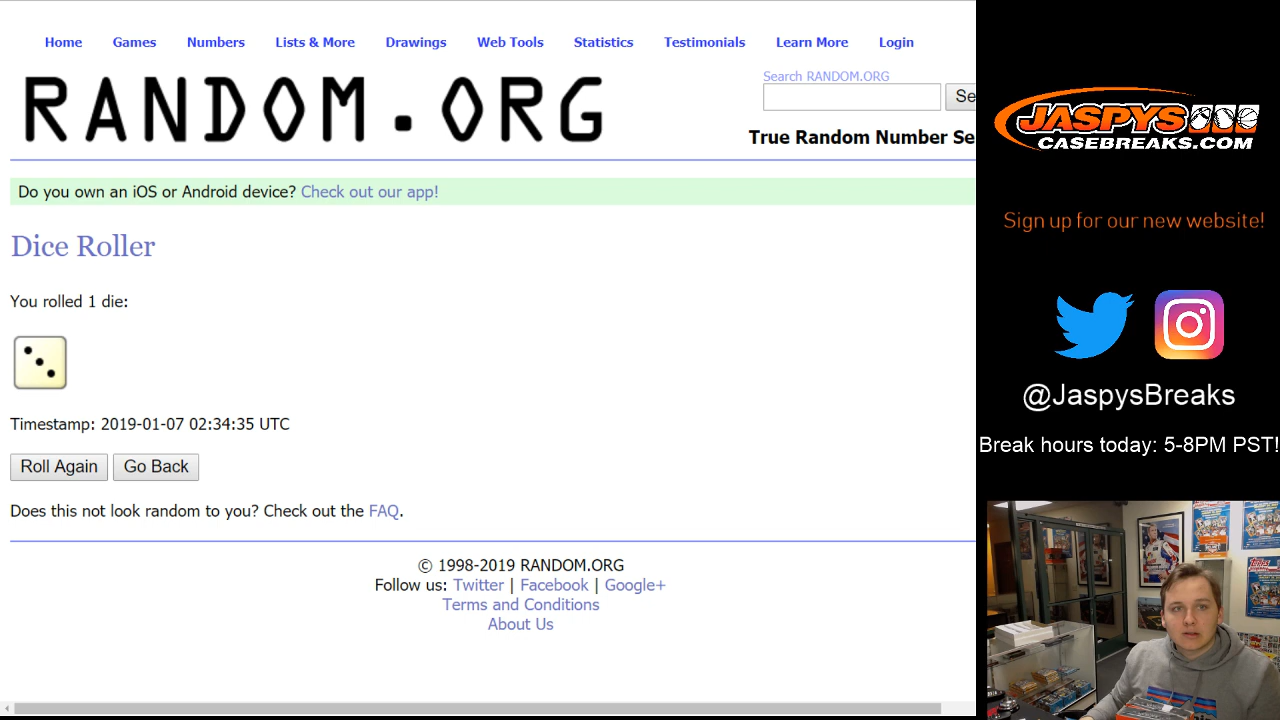 Home Games Numbers Lists & More Drawings Web Tools Statistics Testimonials Learn More Login
RANDOM.ORG
Search RANDOM.ORG
Se
True Random Number Se
Do you own an iOS or Android device? Check out our app!
Dice Roller
You rolled 1 die:
Timestamp: 2019-01-07 02:34:35 UTC
Roll Again Go Back
Does this not look random to you? Check out the FAQ.
© 1998-2019 RANDOM.ORG
Follow us: Twitter | Facebook | Google+
Terms and Conditions
About Us
JASPYS
CASEBREAKS.COM
Sign up for our new website!
@JaspysBreaks
Break hours today: 5-8PM PST!